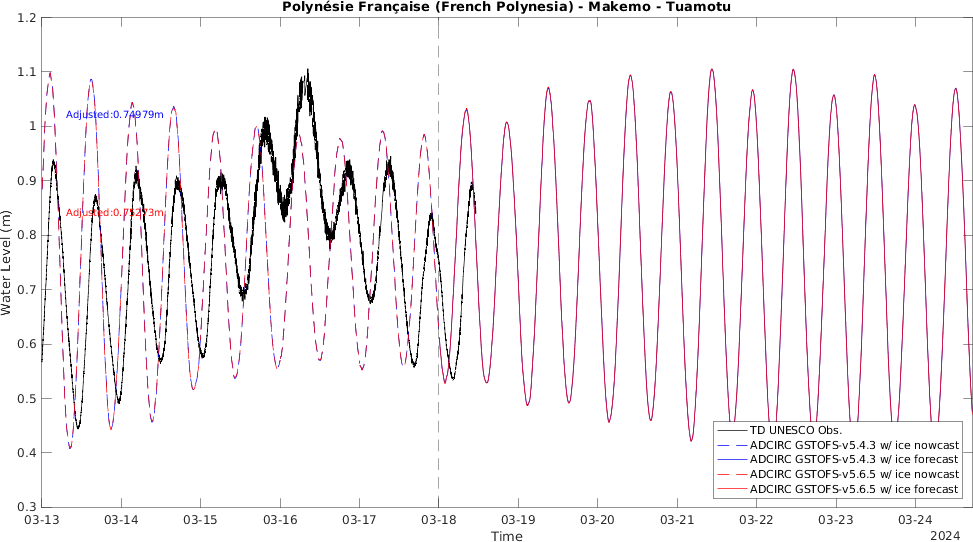 Polynésie Française (French Polynesia) - Makemo - Tuamotu
1.2
1.1
1
0.9
0.8
0.7
0.6
0.5
0.4
0.3
Water Level (m)
Adjusted:0.74979m
Adjusted:0.75273m
TD UNESCO Obs.
ADCIRC GSTOFS-v5.4.3 w/ ice nowcast
ADCIRC GSTOFS-v5.4.3 w/ ice forecast
ADCIRC GSTOFS-v5.6.5 w/ ice nowcast
ADCIRC GSTOFS-v5.6.5 w/ ice forecast
03-13 03-14 03-15 03-16 03-17 03-18 03-19 03-20 03-21 03-22 03-23 03-24
Time
2024